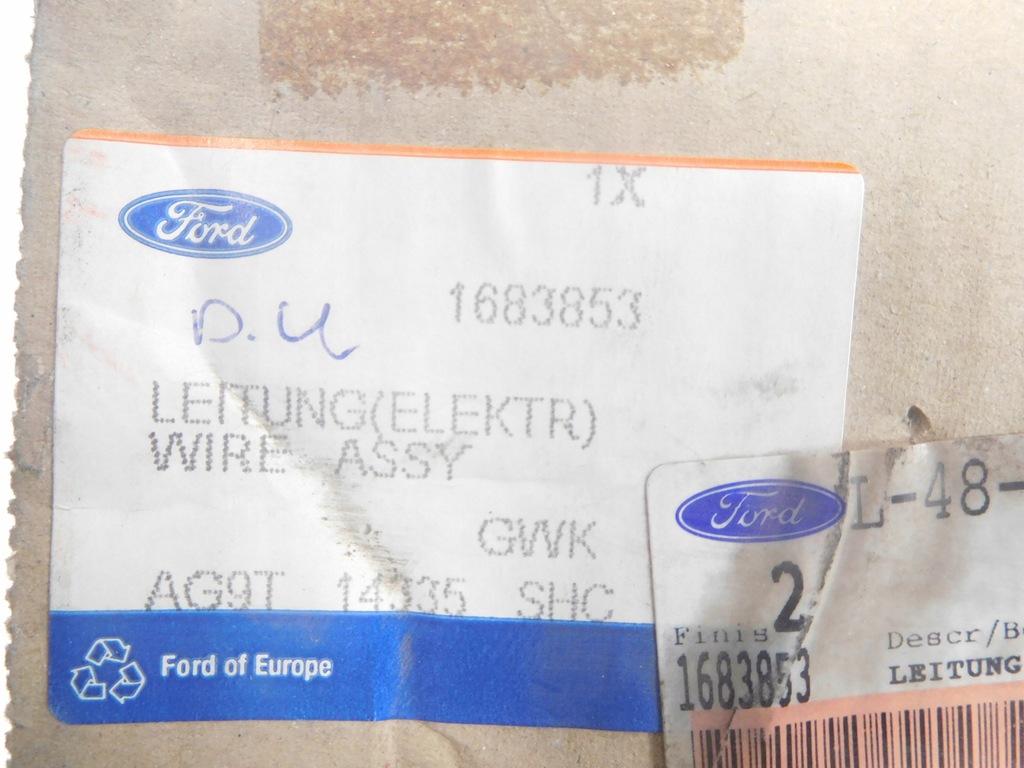 1X
Ford
1683853
D.U
LEITUNG(ELEKTR)
WIRE ASSY
GWK
AG9T 14335 SHC
Ford of Europe
Ford
L-48-
2
Finis
Descr/Be
1683853
LEITUNG